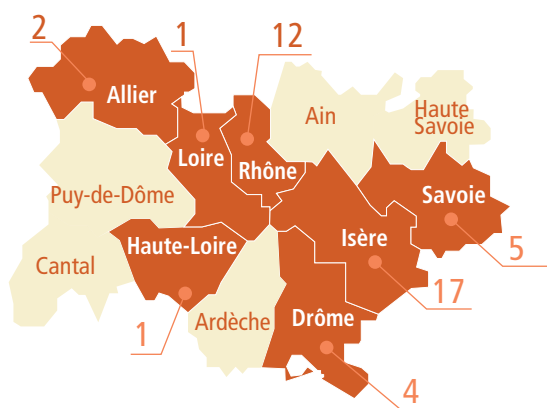 2
1
12
Allier
Ain
Haute
Savoie
Loire
Rhône
Puy-de-Dôme
Savoie
Haute-Loire
Isère
5
Cantal
17
1
Ardèche
Drôme
4